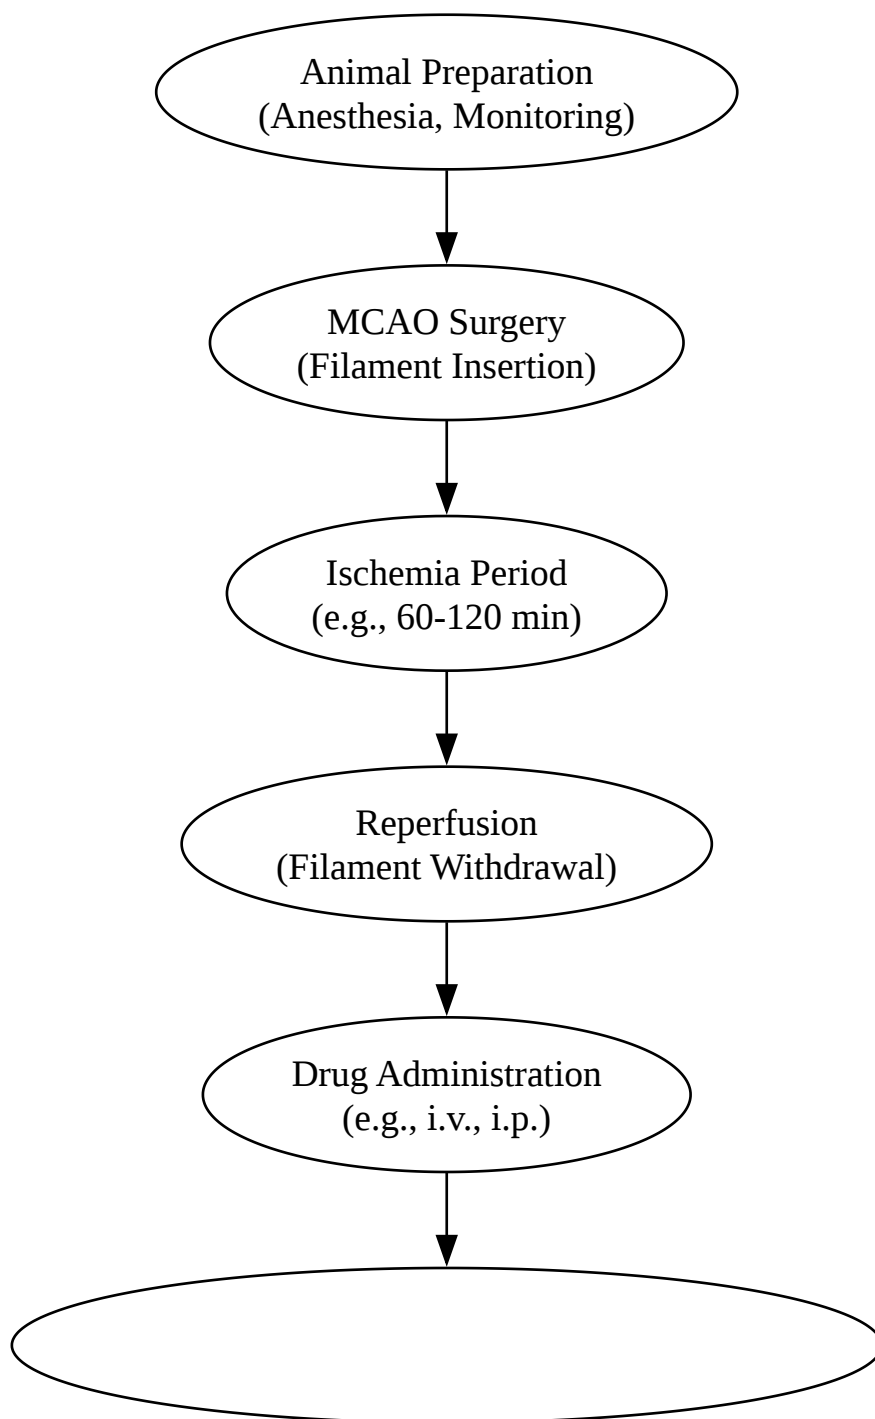 Animal Preparation
(Anesthesia, Monitoring)
MCAO Surgery
(Filament Insertion)
Ischemia Period
(e.g., 60-120 min)
Reperfusion
(Filament Withdrawal)
Drug Administration
(e.g., i.v., i.p.)